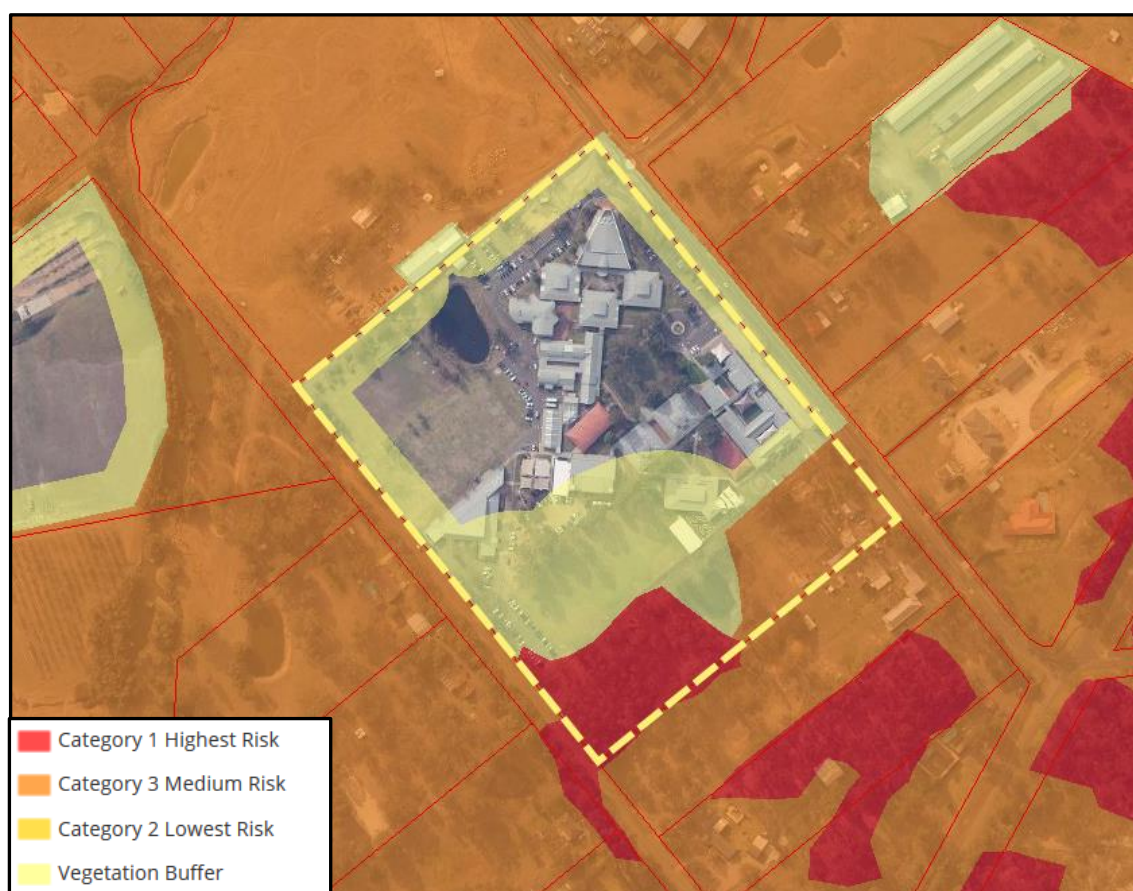 Category 1 Highest Risk
Category 3 Medium Risk
Category 2 Lowest Risk
Vegetation Buffer